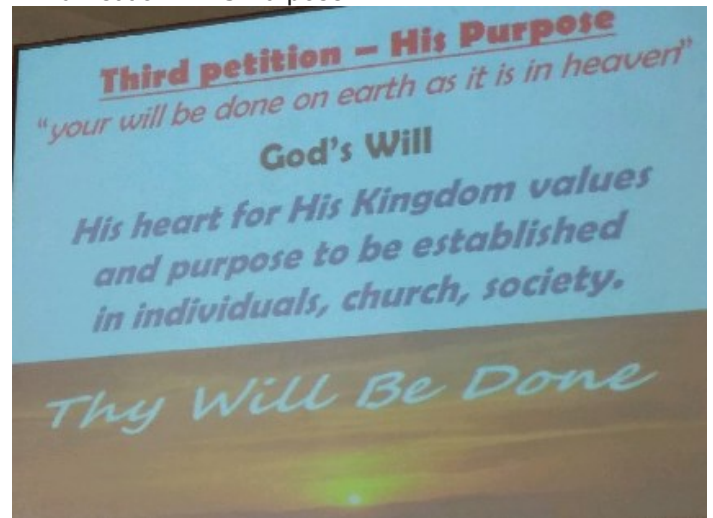 Third petition – His Purpose
“your will be done on earth as it is in heaven”
God's Will
His heart for His Kingdom values
and purpose to be established
in individuals, church, society.
Thy Will Be Done